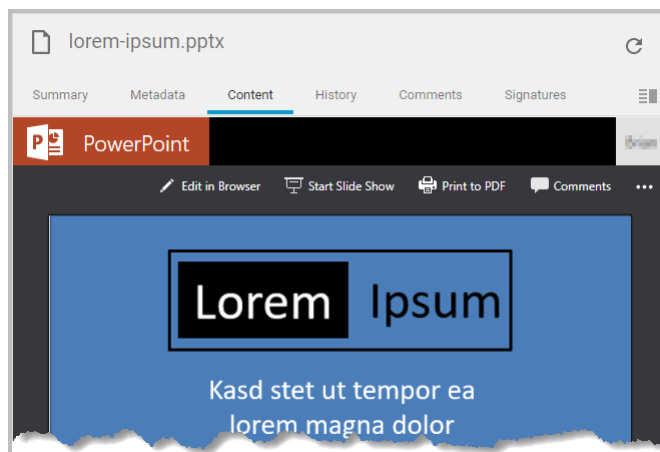 lorem-ipsum.pptx
Summary Metadata Content History Comments Signatures
PowerPoint
Edit in Browser Start Slide Show Print to PDF Comments
Lorem Ipsum
Kasd stet ut tempor ea
lorem magna dolor